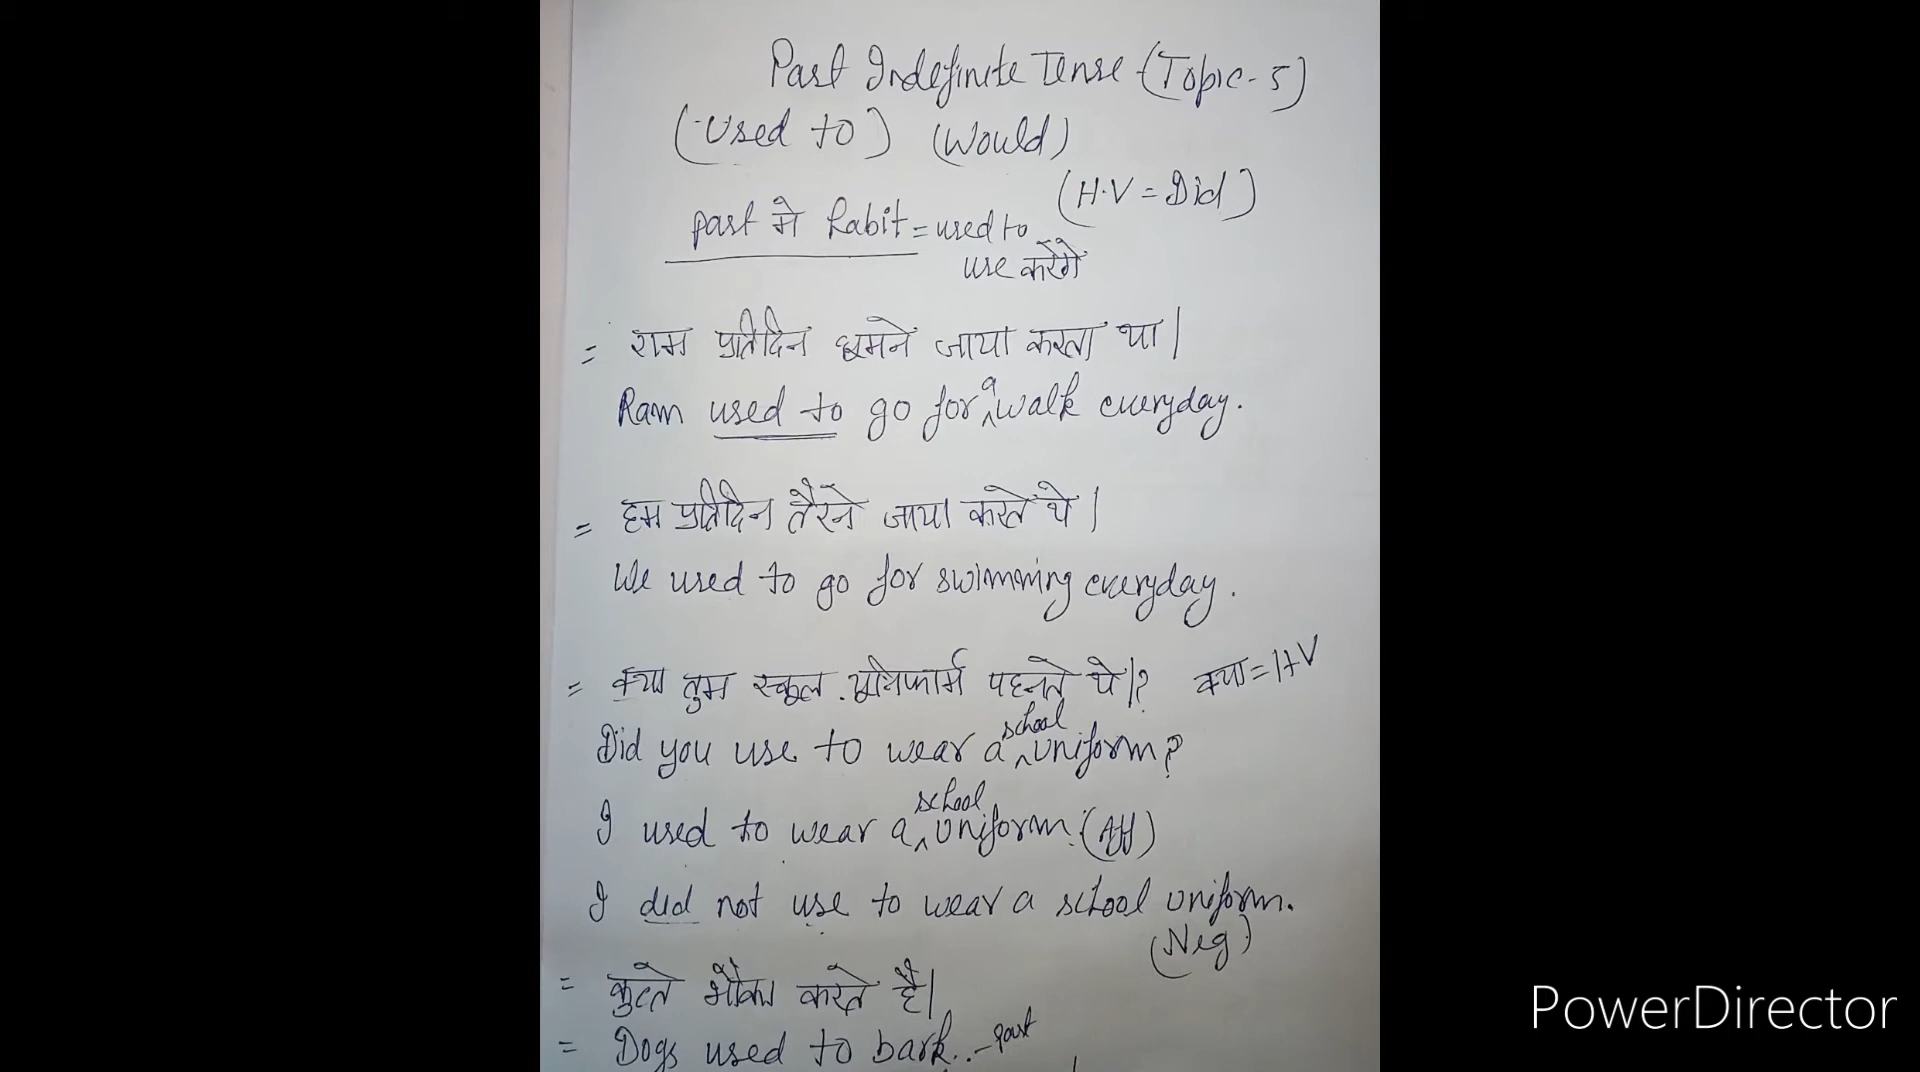 Past Indefinite Tense (Topic-5)
(Used to) (Would)
(H.V = Did)
past मे habit = used to
use करेंगे
= राम प्रतिदिन घूमने जाया करता था|
Ram used to go for a walk everyday.
= हम प्रतिदिन तैरने जाया करते थे|
We used to go for swimming everyday.
= क्या तुम स्कूल यूनिफार्म पहनते थे|? क्या = HV
Did you use to wear a school uniform?
I used to wear a school uniform. (Aff)
I did not use to wear a school uniform.
(Neg)
= कुत्ते भौंका करते है|
= Dogs used to bark. - past
PowerDirector